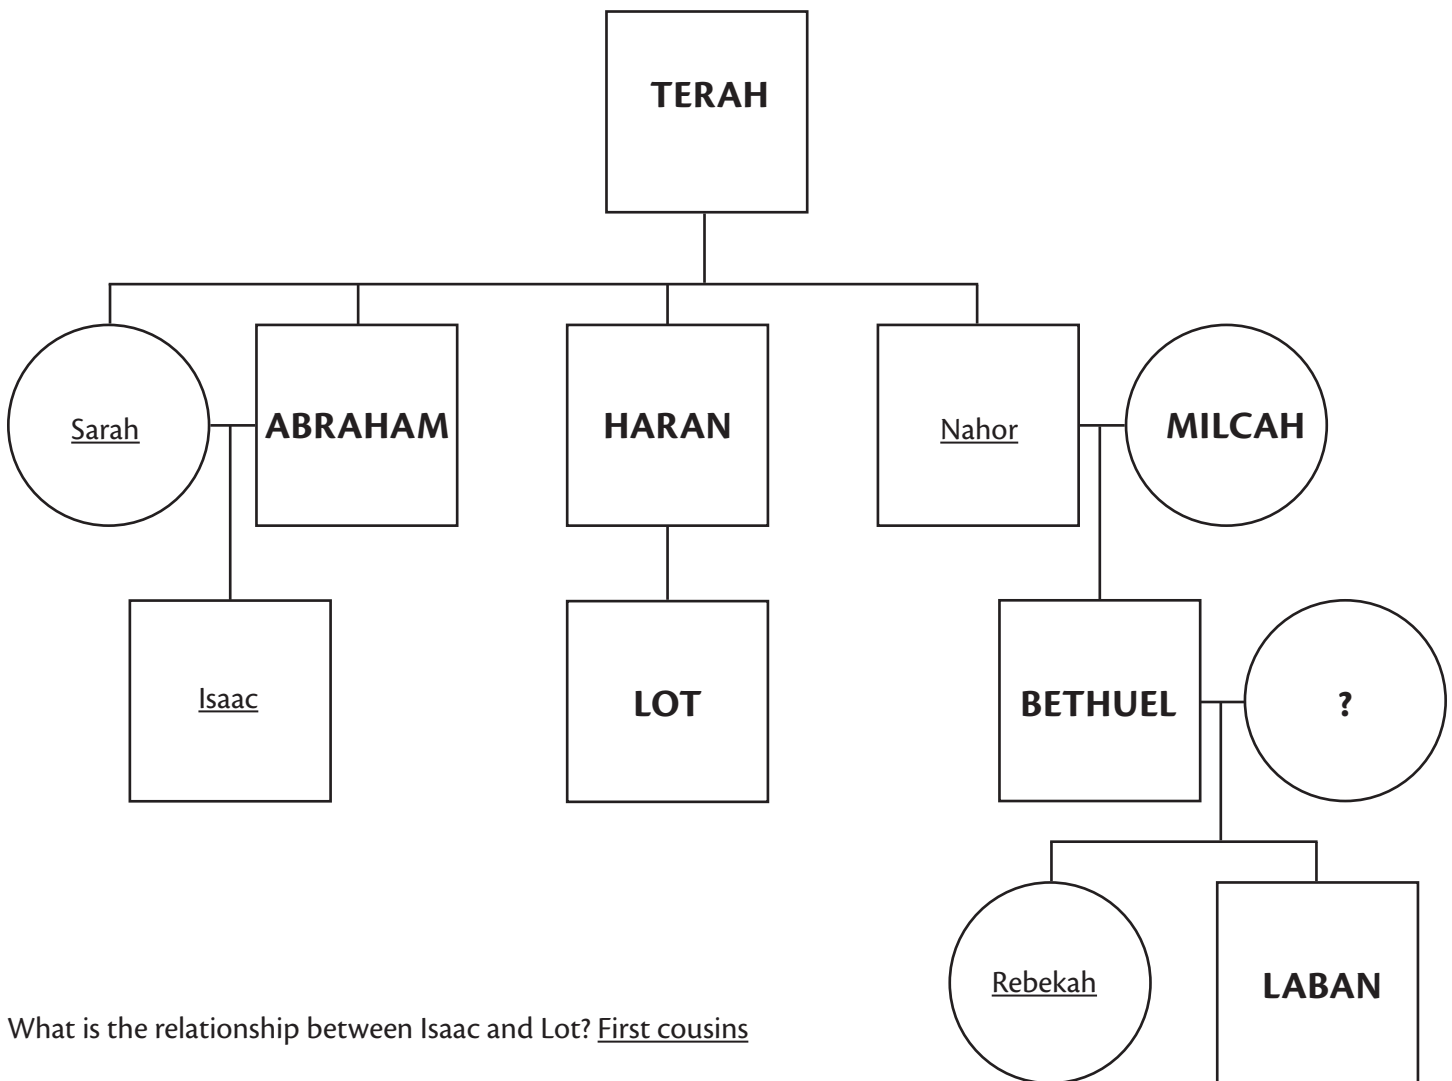 TERAH
Sarah
ABRAHAM
HARAN
Nahor
MILCAH
Isaac
LOT
BETHUEL
?
Rebekah
LABAN
What is the relationship between Isaac and Lot? First cousins